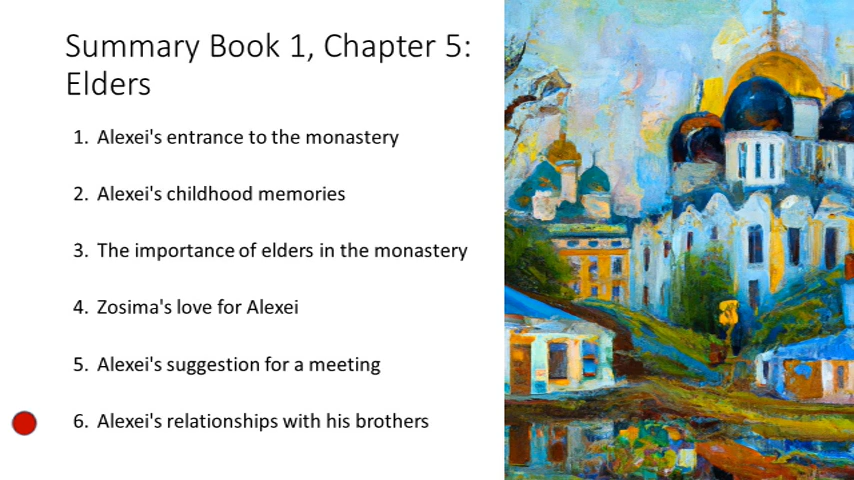 Summary Book 1, Chapter 5:
Elders
1. Alexei's entrance to the monastery
2. Alexei's childhood memories
3. The importance of elders in the monastery
4. Zosima's love for Alexei
5. Alexei's suggestion for a meeting
6. Alexei's relationships with his brothers